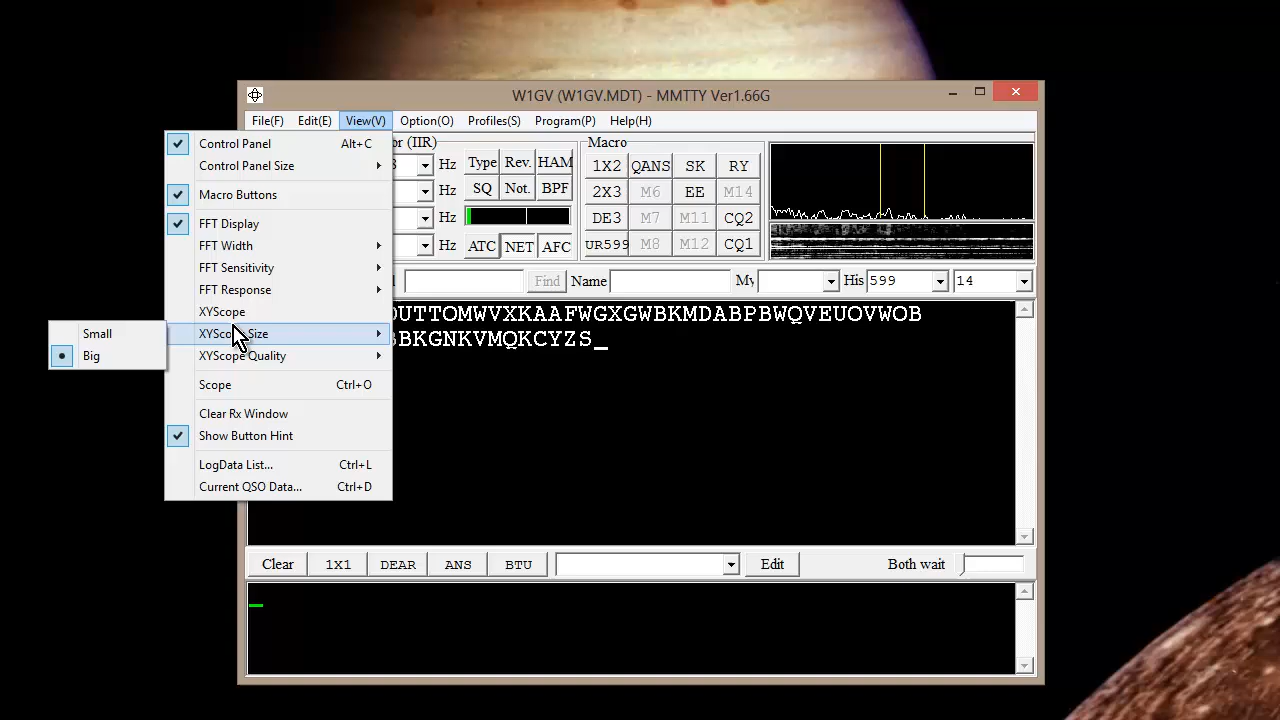 W1GV (W1GV.MDT) - MMTTY Ver1.66G
File(F) Edit(E) View(V) Option(O) Profiles(S) Program(P) Help(H)
Control Panel Alt+C
Control Panel Size
Macro Buttons
FFT Display
FFT Width
FFT Sensitivity
FFT Response
XYScope
XYScope Size
XYScope Quality
Scope Ctrl+O
Clear Rx Window
Show Button Hint
LogData List... Ctrl+L
Current QSO Data... Ctrl+D
Small
Big
(IIR)
Hz Type Rev. HAM
Hz SQ Not. BPF
Hz
Hz ATC NET AFC
Macro
1X2 QANS SK RY
2X3 M6 EE M14
DE3 M7 M11 CQ2
UR599 M8 M12 CQ1
Find Name My His 599 14
UTTOMWVXKAAFWGXGWBKMDABPBWQVEUOVWOB
BKGNKVMQKCYZS_
Clear 1X1 DEAR ANS BTU Edit Both wait